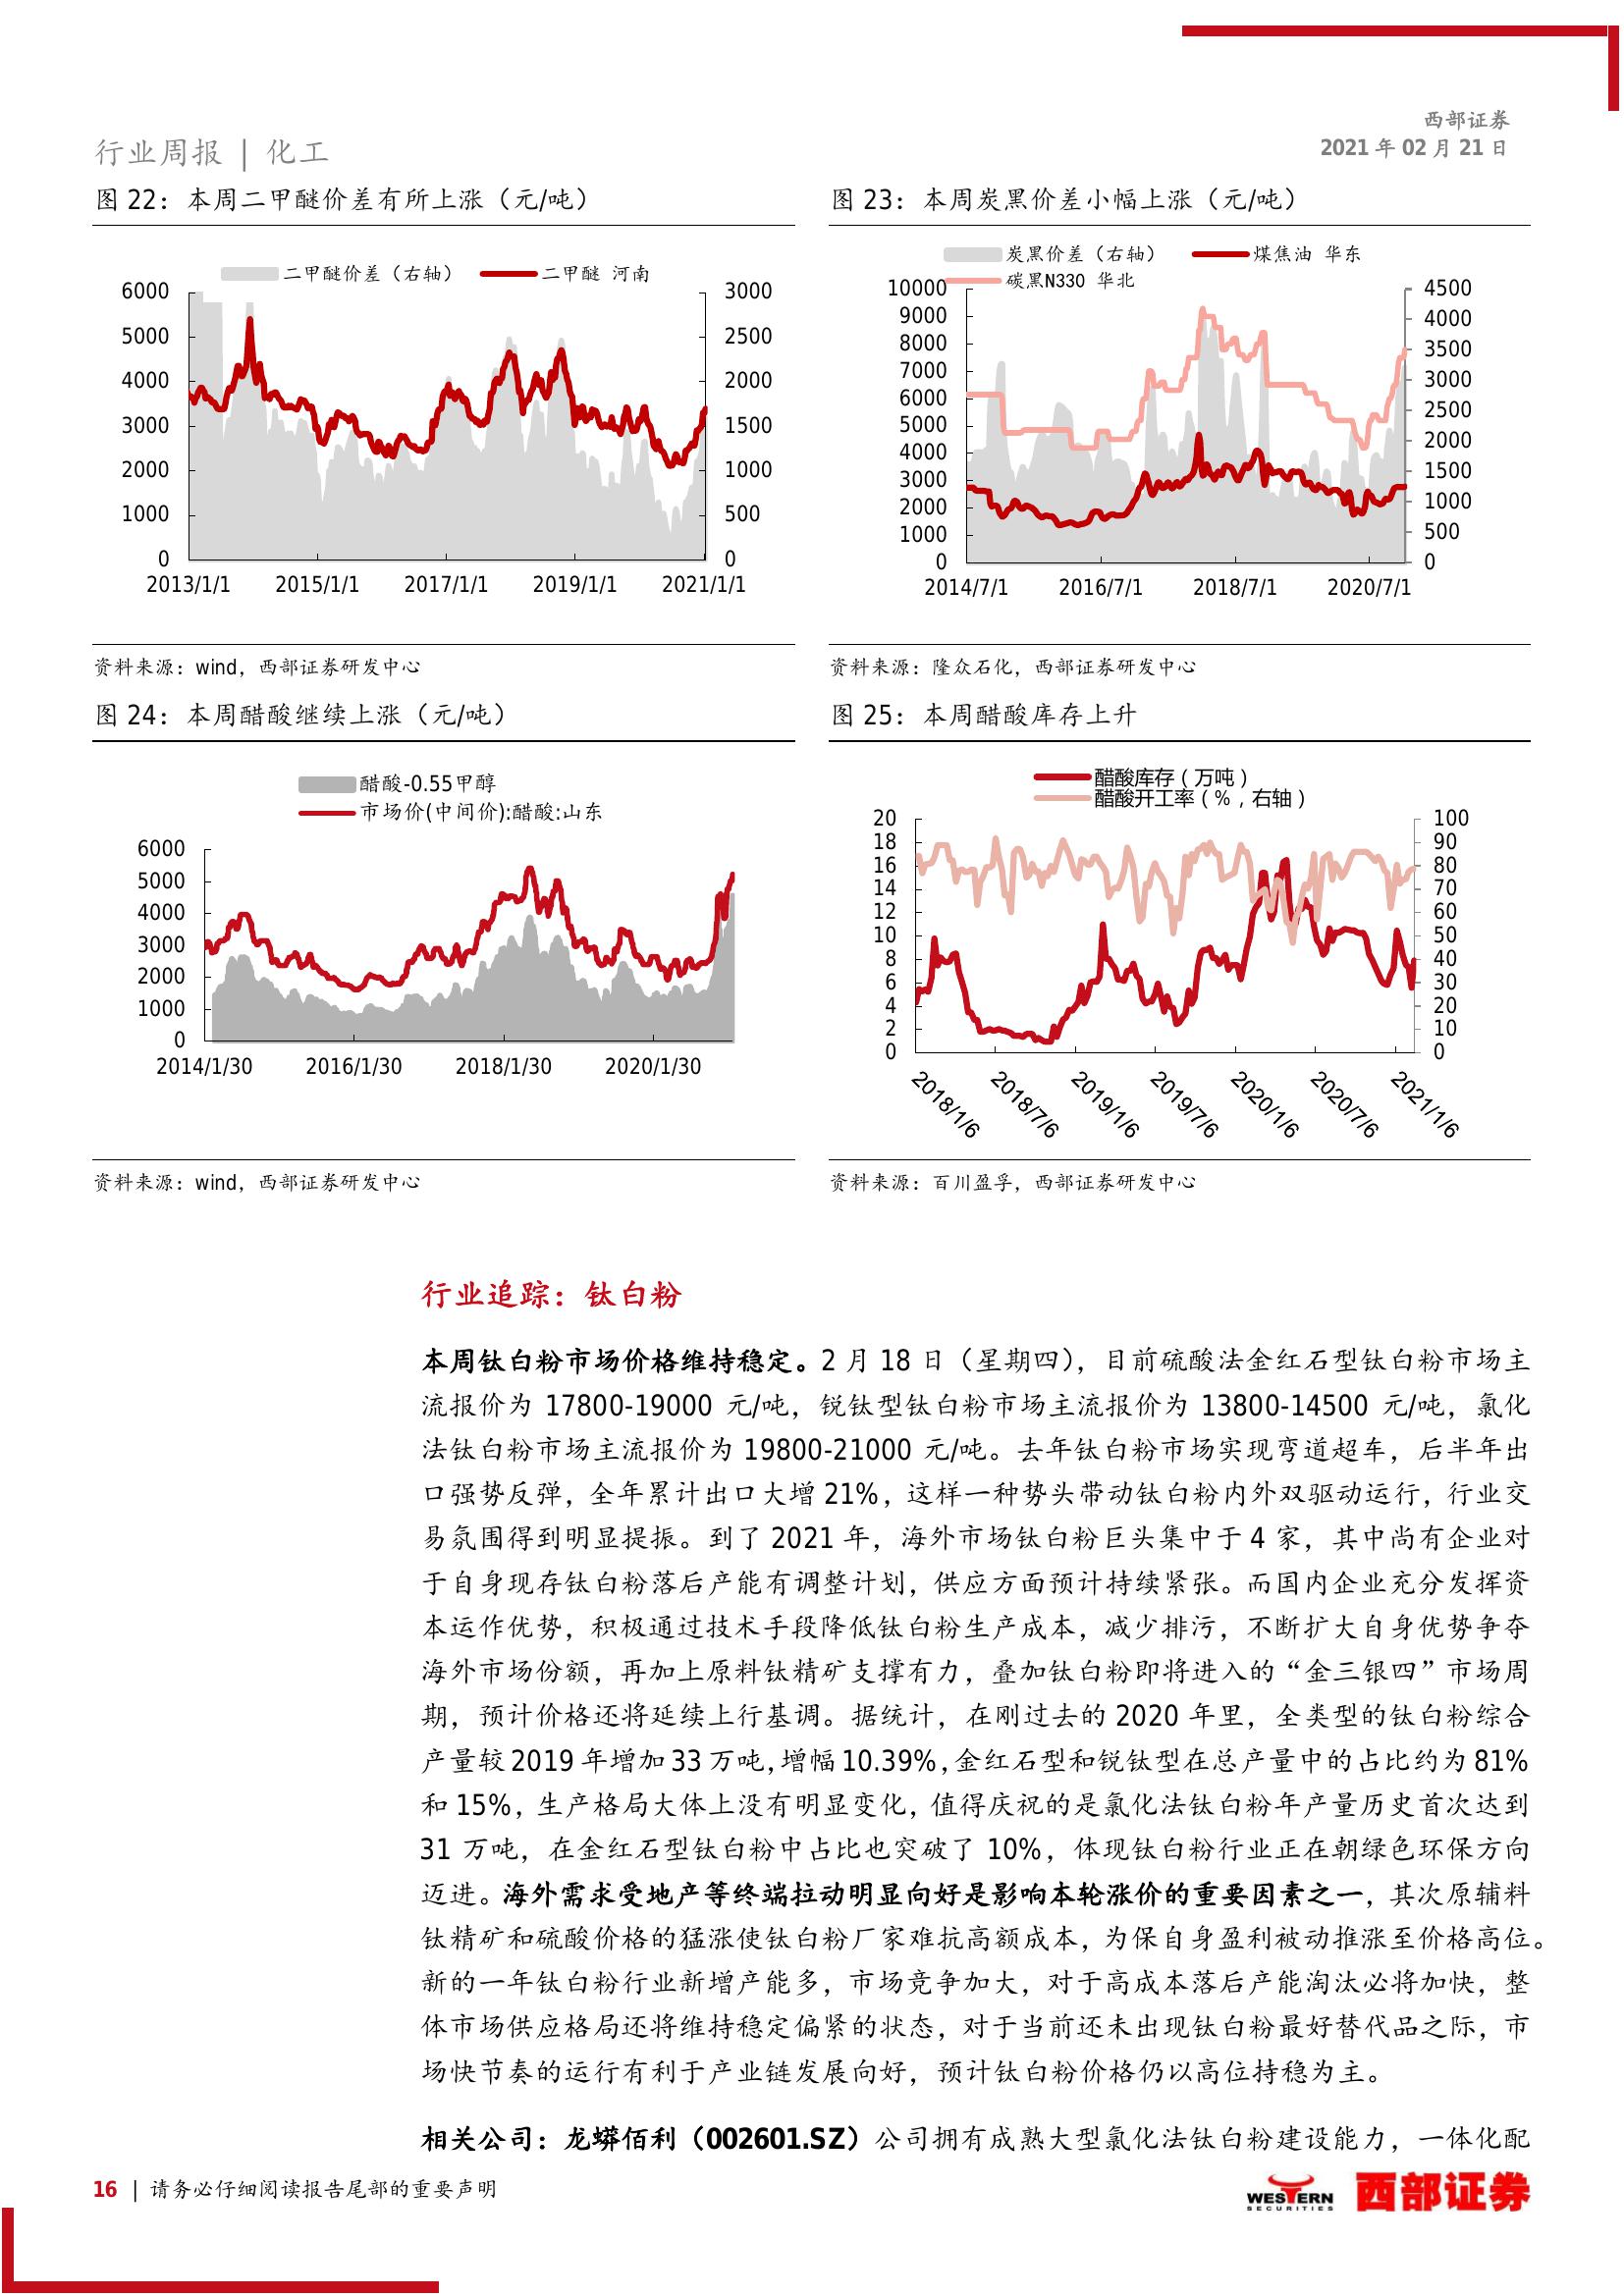 西部证券
2021 年 02 月 21 日
行业周报 | 化工
图 22：本周二甲醚价差有所上涨（元/吨）
二甲醚价差（右轴）
二甲醚 河南
6000
5000
4000
3000
2000
1000
0
3000
2500
2000
1500
1000
500
0
2013/1/1
2015/1/1
2017/1/1
2019/1/1
2021/1/1
资料来源：wind，西部证券研发中心
图 23：本周炭黑价差小幅上涨（元/吨）
炭黑价差（右轴）
煤焦油 华东
碳黑N330 华北
10000
9000
8000
7000
6000
5000
4000
3000
2000
1000
0
4500
4000
3500
3000
2500
2000
1500
1000
500
0
2014/7/1
2016/7/1
2018/7/1
2020/7/1
资料来源：隆众石化，西部证券研发中心
图 24：本周醋酸继续上涨（元/吨）
醋酸-0.55甲醇
市场价(中间价):醋酸:山东
6000
5000
4000
3000
2000
1000
0
2014/1/30
2016/1/30
2018/1/30
2020/1/30
资料来源：wind，西部证券研发中心
图 25：本周醋酸库存上升
醋酸库存（万吨）
醋酸开工率（%，右轴）
20
18
16
14
12
10
8
6
4
2
0
100
90
80
70
60
50
40
30
20
10
0
2018/1/6
2018/7/6
2019/1/6
2019/7/6
2020/1/6
2020/7/6
2021/1/6
资料来源：百川盈孚，西部证券研发中心
行业追踪：钛白粉
本周钛白粉市场价格维持稳定。2 月 18 日（星期四），目前硫酸法金红石型钛白粉市场主
流报价为 17800-19000 元/吨，锐钛型钛白粉市场主流报价为 13800-14500 元/吨，氯化
法钛白粉市场主流报价为 19800-21000 元/吨。去年钛白粉市场实现弯道超车，后半年出
口强势反弹，全年累计出口大增 21%，这样一种势头带动钛白粉内外双驱动运行，行业交
易氛围得到明显提振。到了 2021 年，海外市场钛白粉巨头集中于 4 家，其中尚有企业对
于自身现存钛白粉落后产能有调整计划，供应方面预计持续紧张。而国内企业充分发挥资
本运作优势，积极通过技术手段降低钛白粉生产成本，减少排污，不断扩大自身优势争夺
海外市场份额，再加上原料钛精矿支撑有力，叠加钛白粉即将进入的“金三银四”市场周
期，预计价格还将延续上行基调。据统计，在刚过去的 2020 年里，全类型的钛白粉综合
产量较 2019 年增加 33 万吨，增幅 10.39%，金红石型和锐钛型在总产量中的占比约为 81%
和 15%，生产格局大体上没有明显变化，值得庆祝的是氯化法钛白粉年产量历史首次达到
31 万吨，在金红石型钛白粉中占比也突破了 10%，体现钛白粉行业正在朝绿色环保方向
迈进。海外需求受地产等终端拉动明显向好是影响本轮涨价的重要因素之一，其次原辅料
钛精矿和硫酸价格的猛涨使钛白粉厂家难抗高额成本，为保自身盈利被动推涨至价格高位。
新的一年钛白粉行业新增产能多，市场竞争加大，对于高成本落后产能淘汰必将加快，整
体市场供应格局还将维持稳定偏紧的状态，对于当前还未出现钛白粉最好替代品之际，市
场快节奏的运行有利于产业链发展向好，预计钛白粉价格仍以高位持稳为主。
相关公司：龙蟒佰利（002601.SZ）公司拥有成熟大型氯化法钛白粉建设能力，一体化配
16 | 请务必仔细阅读报告尾部的重要声明
WESTERN
SECURITIES
西部证券